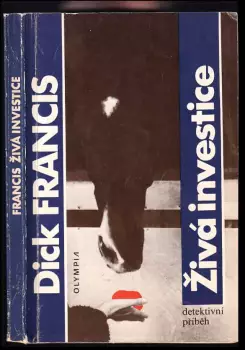 FRANCIS ŽIVÁ INVESTICE
Dick FRANCIS
OLYMPIA
Živá investice
detektivní
příběh